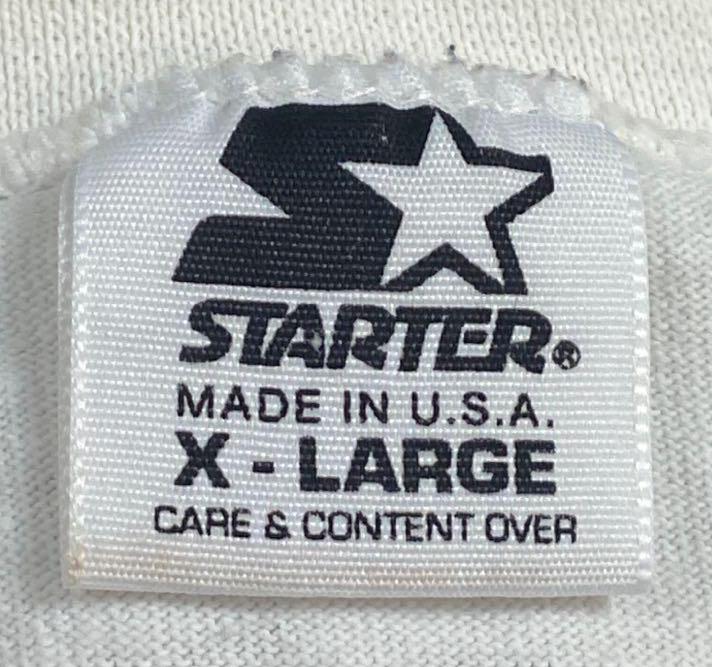 STARTER®
MADE IN U.S.A.
X - LARGE
CARE & CONTENT OVER